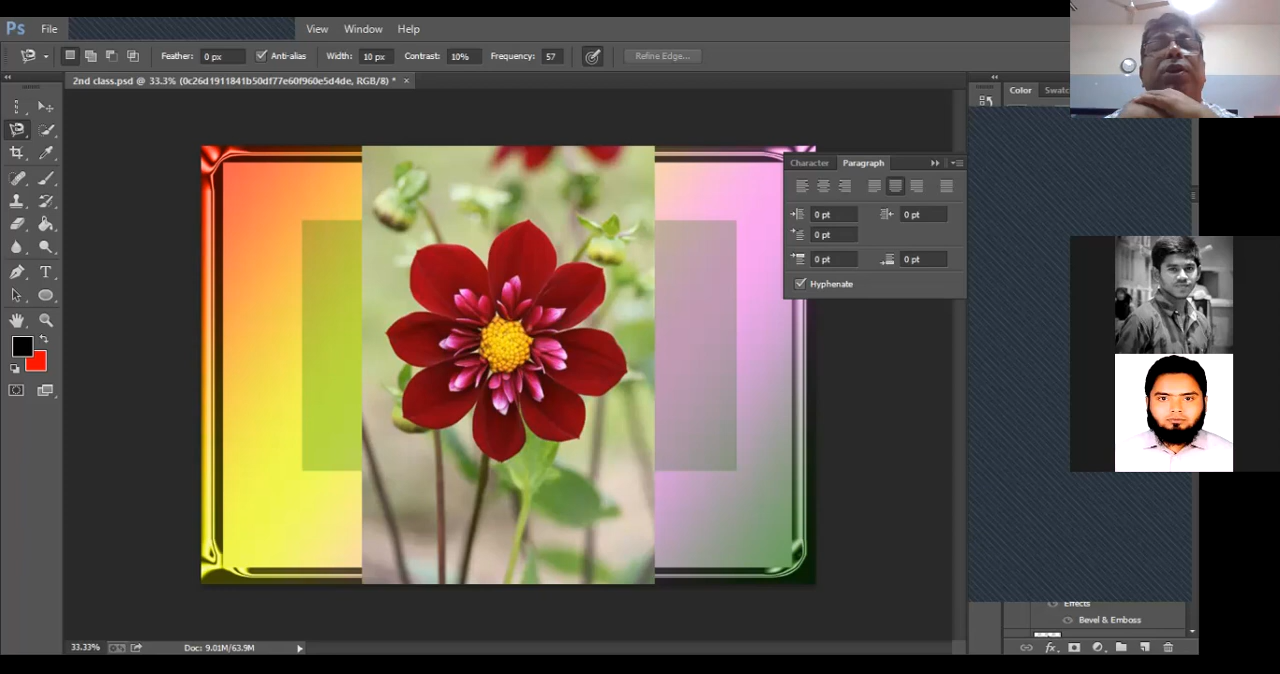 Ps File View Window Help
Feather: 0 px Anti-alias Width: 10 px Contrast: 10% Frequency: 57 Refine Edge...
2nd class.psd @ 33.3% (0c26d1911841b50df77e60f960e5d4de, RGB/8) * ×
Color Swatc
Character Paragraph
0 pt 0 pt
0 pt
0 pt 0 pt
Hyphenate
T
Effects
Bevel & Emboss
33.33% Doc: 9.01M/63.9M
fx